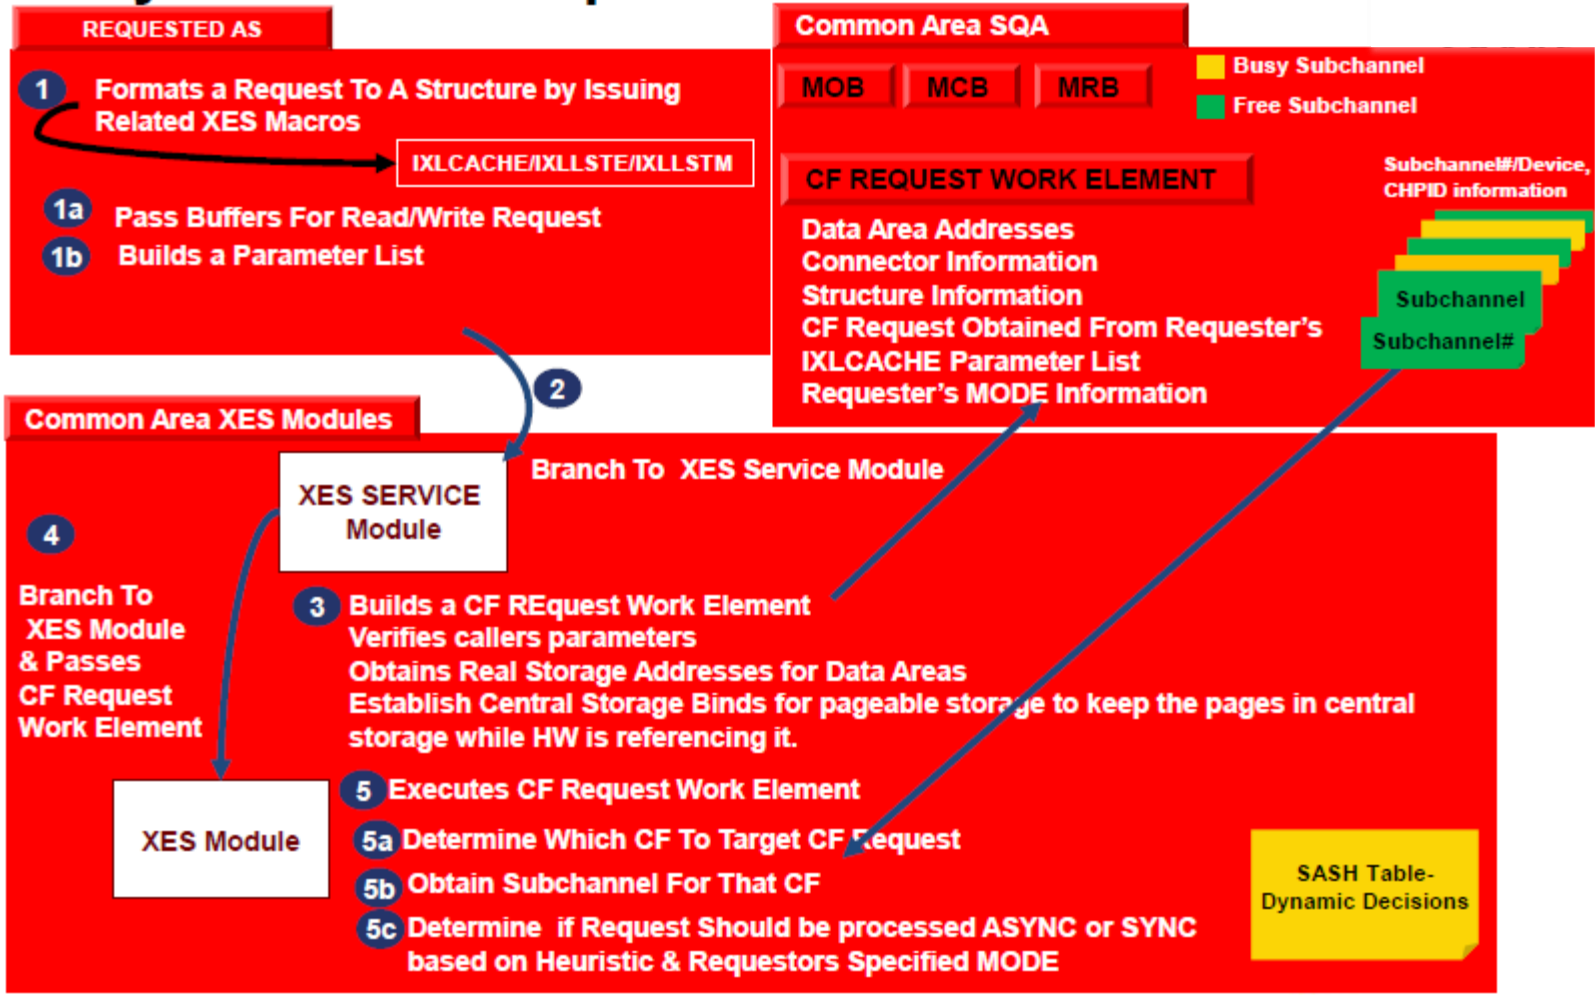 REQUESTED AS
1
Formats a Request To A Structure by Issuing
Related XES Macros
IXLCACHE/IXLLSTE/IXLLSTM
1a
Pass Buffers For Read/Write Request
1b
Builds a Parameter List
Common Area SQA
MOB
MCB
MRB
Busy Subchannel
Free Subchannel
CF REQUEST WORK ELEMENT
Subchannel#/Device,
CHPID information
Data Area Addresses
Connector Information
Structure Information
CF Request Obtained From Requester's
IXLCACHE Parameter List
Requester's MODE Information
Subchannel
Subchannel#
2
Common Area XES Modules
Branch To XES Service Module
XES SERVICE
Module
4
Branch To
XES Module
& Passes
CF Request
Work Element
3
Builds a CF REquest Work Element
Verifies callers parameters
Obtains Real Storage Addresses for Data Areas
Establish Central Storage Binds for pageable storage to keep the pages in central
storage while HW is referencing it.
XES Module
5
Executes CF Request Work Element
5a
Determine Which CF To Target CF Request
5b
Obtain Subchannel For That CF
5c
Determine if Request Should be processed ASYNC or SYNC
based on Heuristic & Requestors Specified MODE
SASH Table-
Dynamic Decisions